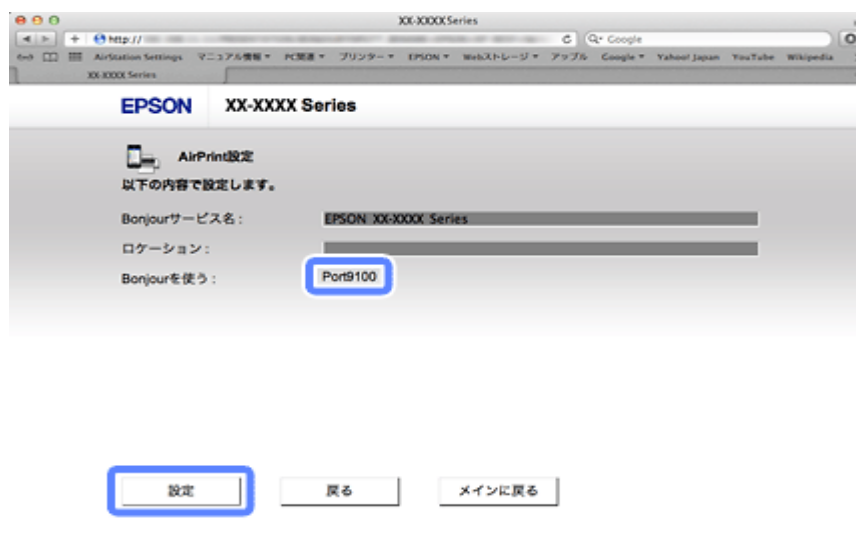 XX-XXXX Series
http://
Google
AirStation Settings マニュアル情報 PC関連 プリンター EPSON Webストレージ アップル Google Yahoo! Japan YouTube Wikipedia
XX-XXXX Series
EPSON XX-XXXX Series
AirPrint設定
以下の内容で設定します。
Bonjourサービス名 : EPSON XX-XXXX Series
ロケーション :
Bonjourを使う : Port9100
設定 戻る メインに戻る